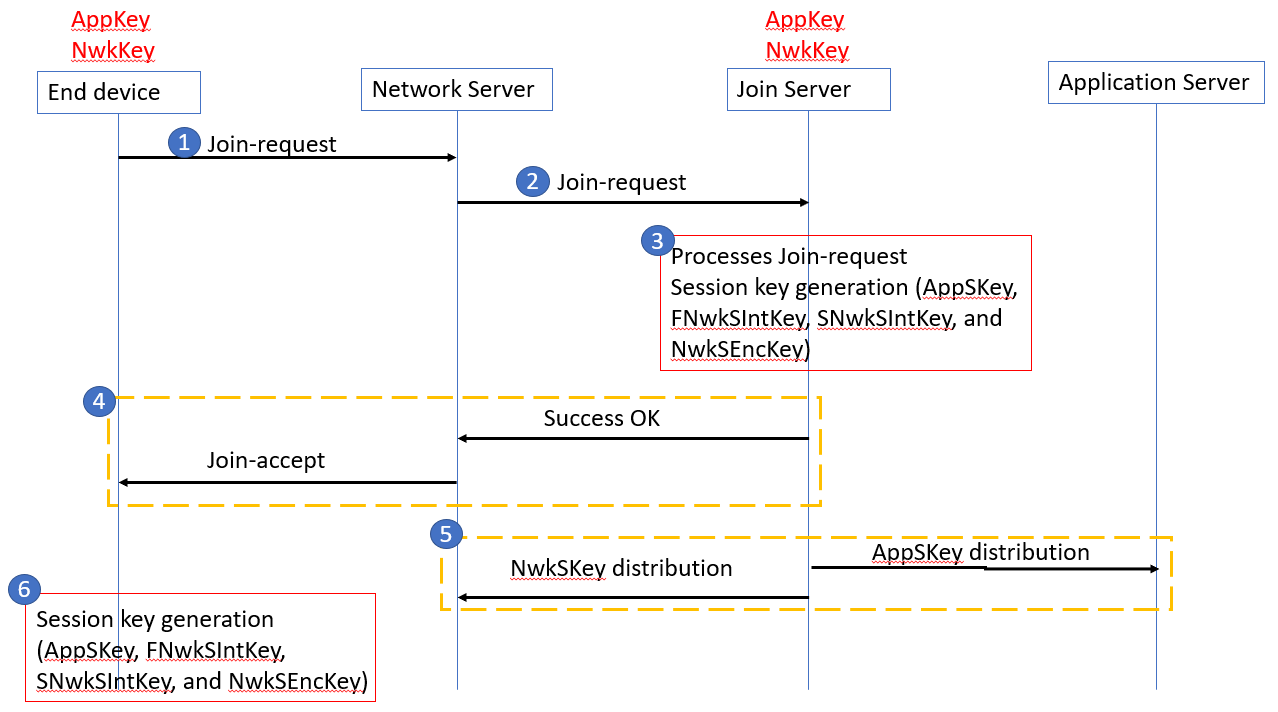 AppKey
NwkKey
AppKey
NwkKey
End device
Network Server
Join Server
Application Server
1 Join-request
2 Join-request
3
Processes Join-request
Session key generation (AppSKey,
FNwkSIntKey, SNwkSIntKey, and
NwkSEncKey)
4
Success OK
Join-accept
5
AppSKey distribution
NwkSKey distribution
6
Session key generation
(AppSKey, FNwkSIntKey,
SNwkSIntKey, and NwkSEncKey)